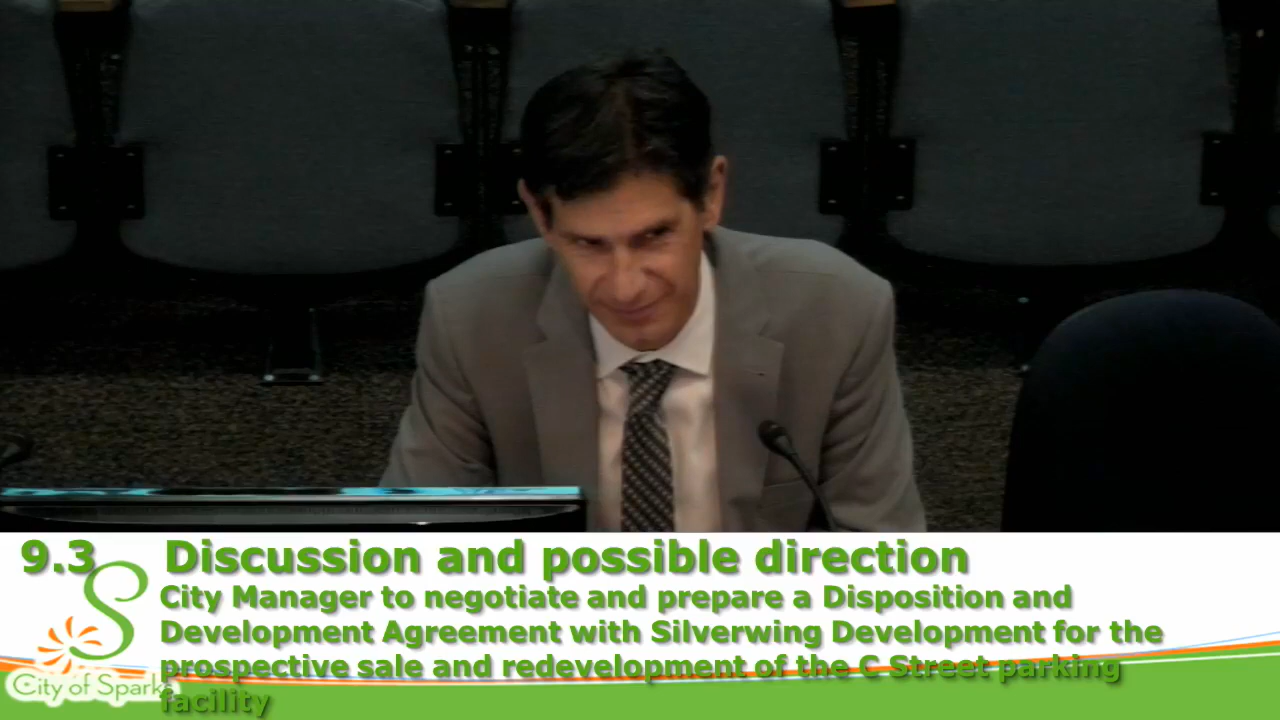 9.3 Discussion and possible direction
City Manager to negotiate and prepare a Disposition and
Development Agreement with Silverwing Development for the
prospective sale and redevelopment of the C Street parking
facility
S
City of Sparks